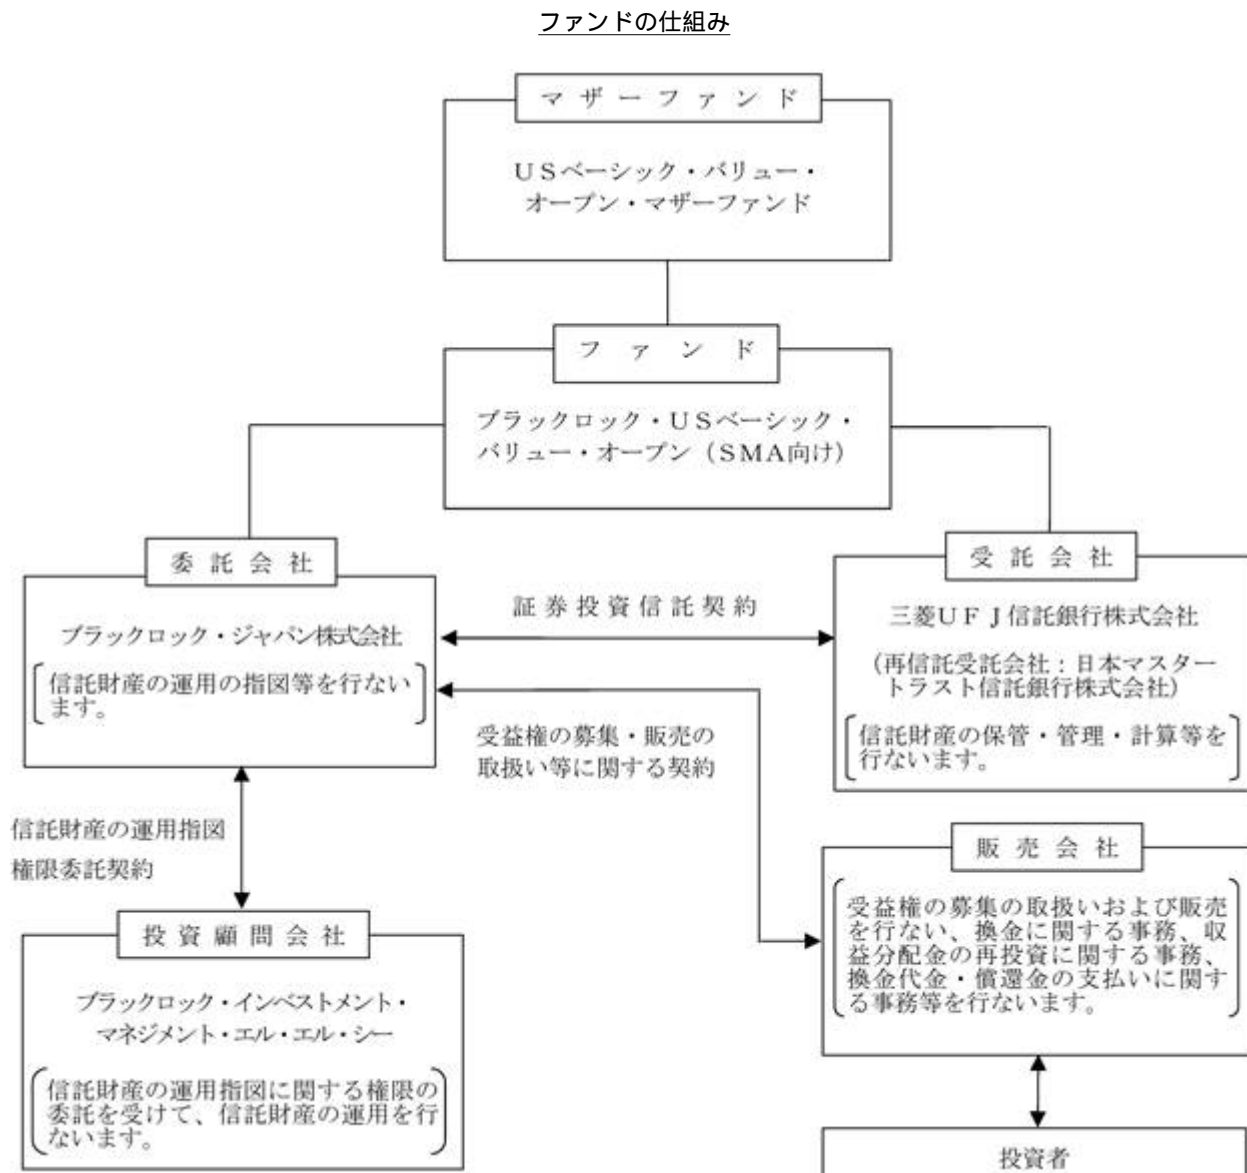 ファンドの仕組み
マザーファンド
USベーシック・バリュー・
オープン・マザーファンド
ファンド
ブラックロック・USベーシック・
バリュー・オープン（SMA向け）
委託会社
ブラックロック・ジャパン株式会社
信託財産の運用の指図等を行ない
ます。
証券投資信託契約
受託会社
三菱UFJ信託銀行株式会社
（再信託受託会社：日本マスター
トラスト信託銀行株式会社）
信託財産の保管・管理・計算等を
行ないます。
受益権の募集・販売の
取扱い等に関する契約
信託財産の運用指図
権限委託契約
販売会社
受益権の募集の取扱いおよび販売
を行ない、換金に関する事務、収
益分配金の再投資に関する事務、
換金代金・償還金の支払いに関す
る事務等を行ないます。
投資顧問会社
ブラックロック・インベストメント・
マネジメント・エル・エル・シー
信託財産の運用指図に関する権限の
委託を受けて、信託財産の運用を行
ないます。
投資者